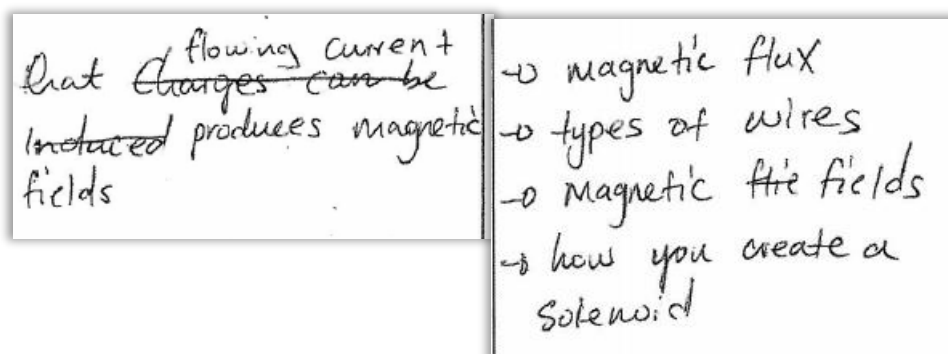 flowing current
that Charges can be
Induced produces magnetic
fields
→ magnetic flux
→ types of wires
→ magnetic flie fields
→ how you create a
solenoid